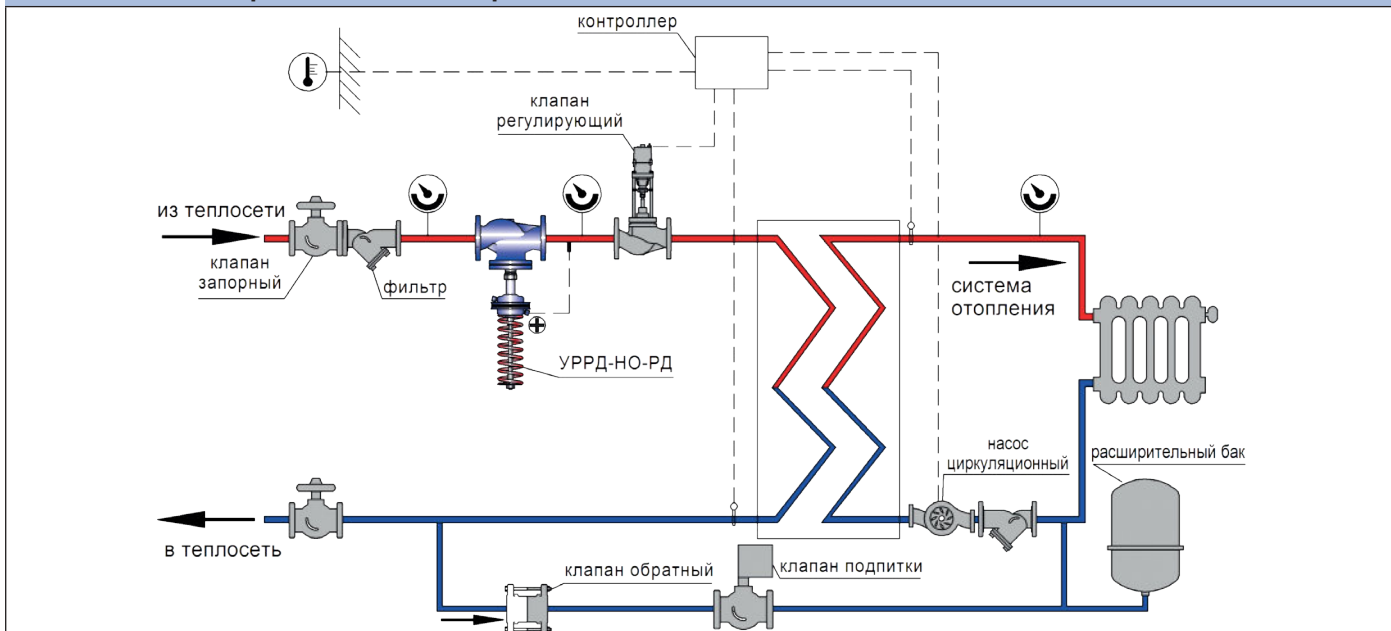 контроллер
клапан
регулирующий
из теплосети
клапан
запорный
фильтр
УРРД-НО-РД
система
отопления
насос
циркуляционный
расширительный бак
в теплосеть
клапан обратный
клапан подпитки